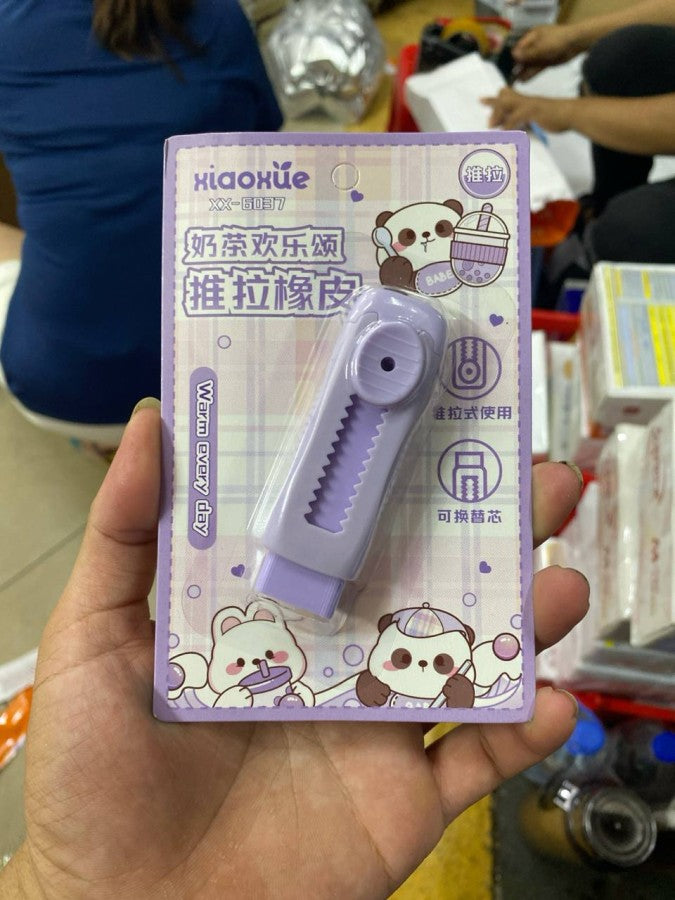 xiaoxüe
推拉
XX-6037
奶茶欢乐颂
推拉橡皮
BABE
推拉式使用
Warm every day
可换替芯